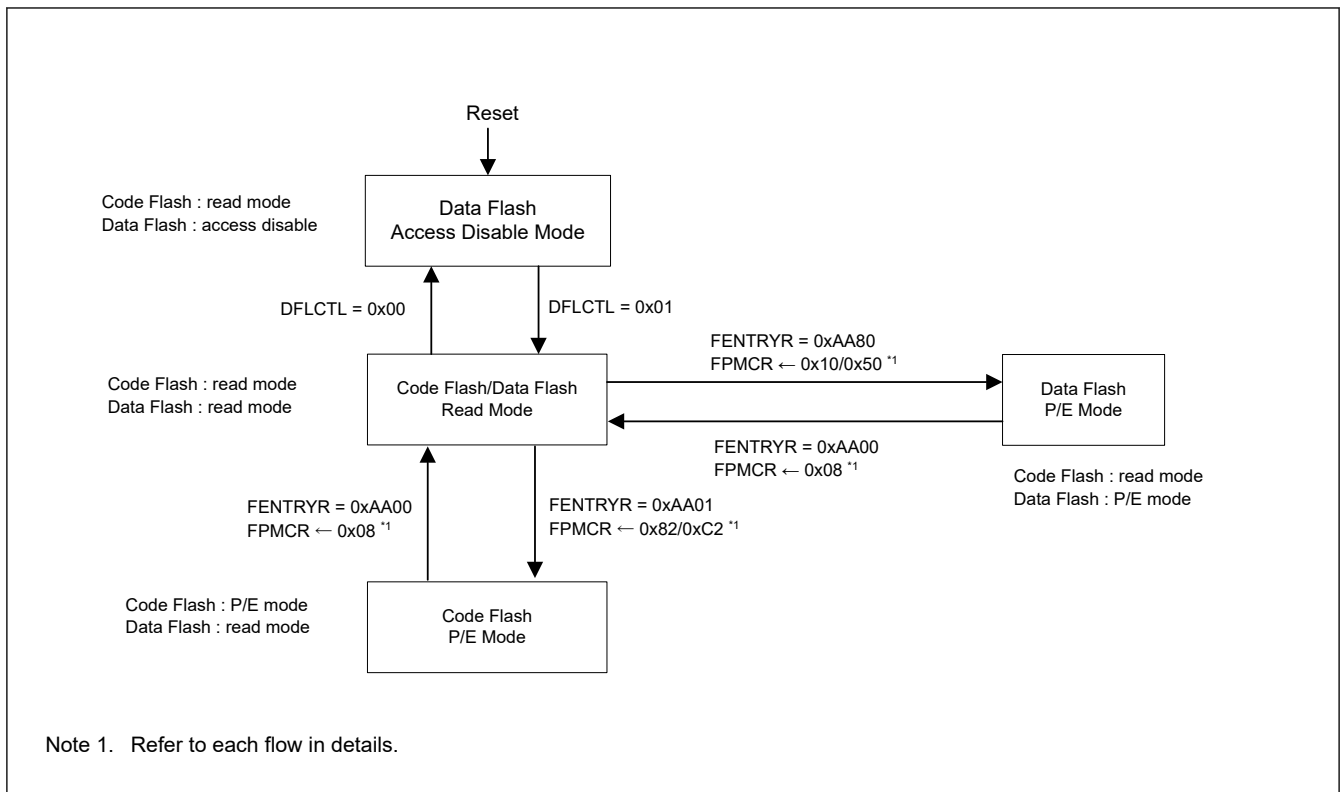 Reset
Code Flash : read mode
Data Flash : access disable
Data Flash
Access Disable Mode
DFLCTL = 0x00
DFLCTL = 0x01
FENTRYR = 0xAA80
FPMCR ← 0x10/0x50 *1
Code Flash : read mode
Data Flash : read mode
Code Flash/Data Flash
Read Mode
Data Flash
P/E Mode
FENTRYR = 0xAA00
FPMCR ← 0x08 *1
Code Flash : read mode
Data Flash : P/E mode
FENTRYR = 0xAA00
FPMCR ← 0x08 *1
FENTRYR = 0xAA01
FPMCR ← 0x82/0xC2 *1
Code Flash : P/E mode
Data Flash : read mode
Code Flash
P/E Mode
Note 1. Refer to each flow in details.